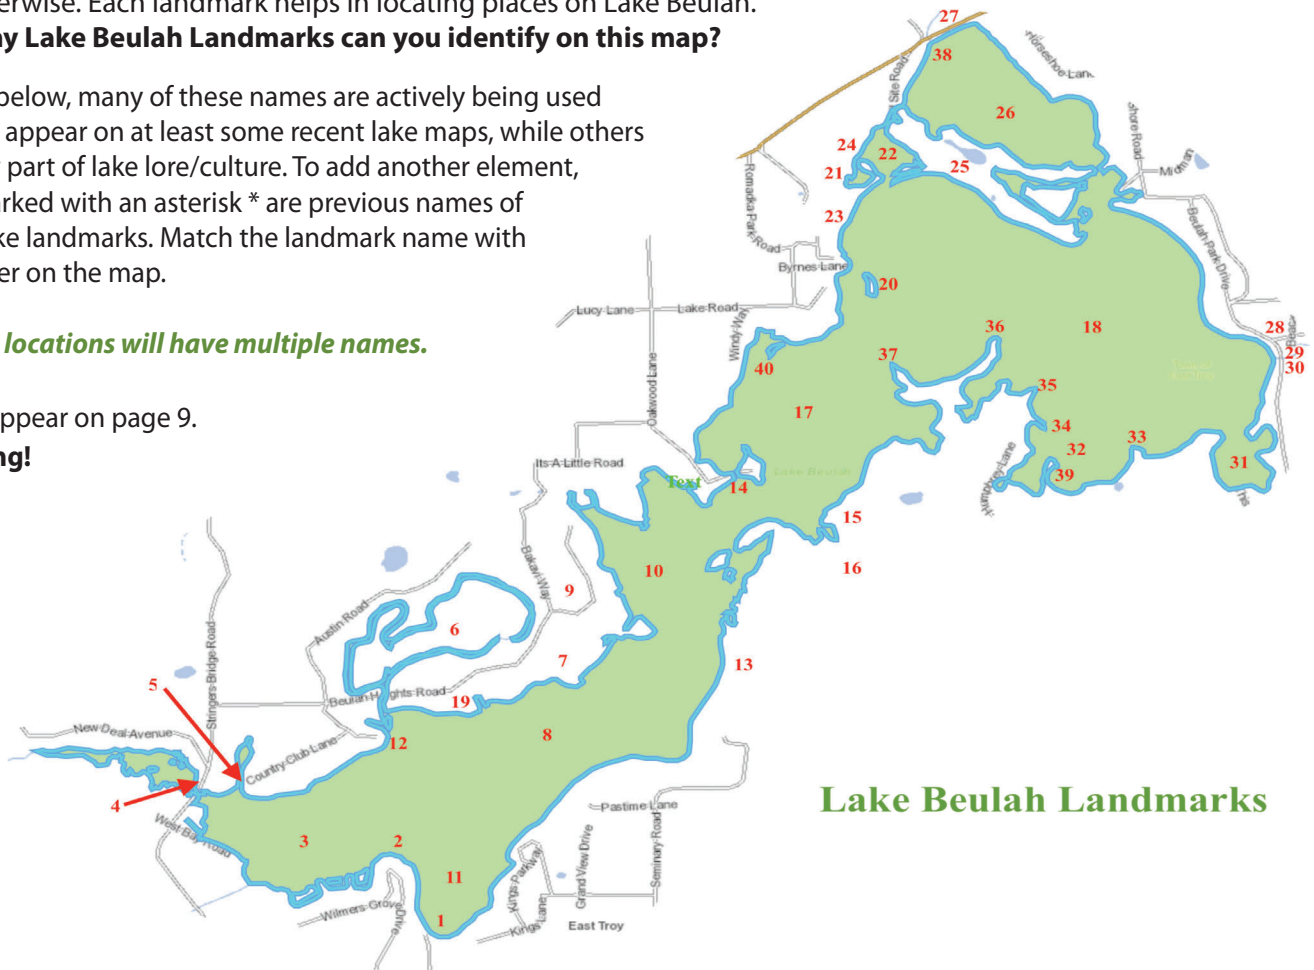 erwise. Each landmark helps in locating places on Lake Beulah.
ny Lake Beulah Landmarks can you identify on this map?
below, many of these names are actively being used
appear on at least some recent lake maps, while others
part of lake lore/culture. To add another element,
arked with an asterisk * are previous names of
ke landmarks. Match the landmark name with
er on the map.
locations will have multiple names.
ppear on page 9.
ng!
27
38
Horseshoe Lane
Site Road
26
shore Road
24
22
25
21
Midman
Romadka Park Road
23
Beulah Park Drive
Byrnes Lane
20
Lucy Lane
Lake Road
Windy Way
36
18
28
Beac
29
30
37
40
35
Oakwood Lane
17
34
33
32
Its A Little Road
Lake Beulah
31
Humphrey Lane
39
Text
14
This
15
16
10
Bakavi Way
9
Austin Road
6
Stringers Bridge Road
7
13
5
Beulah Heights Road
19
New Deal Avenue
12
8
Country Club Lane
4
Pastime Lane
Lake Beulah Landmarks
West Bay Road
3
2
Kings Parkway
Grand View Drive
Seminary Road
11
Wilmers Grove Drive
1
Kings Lane
East Troy